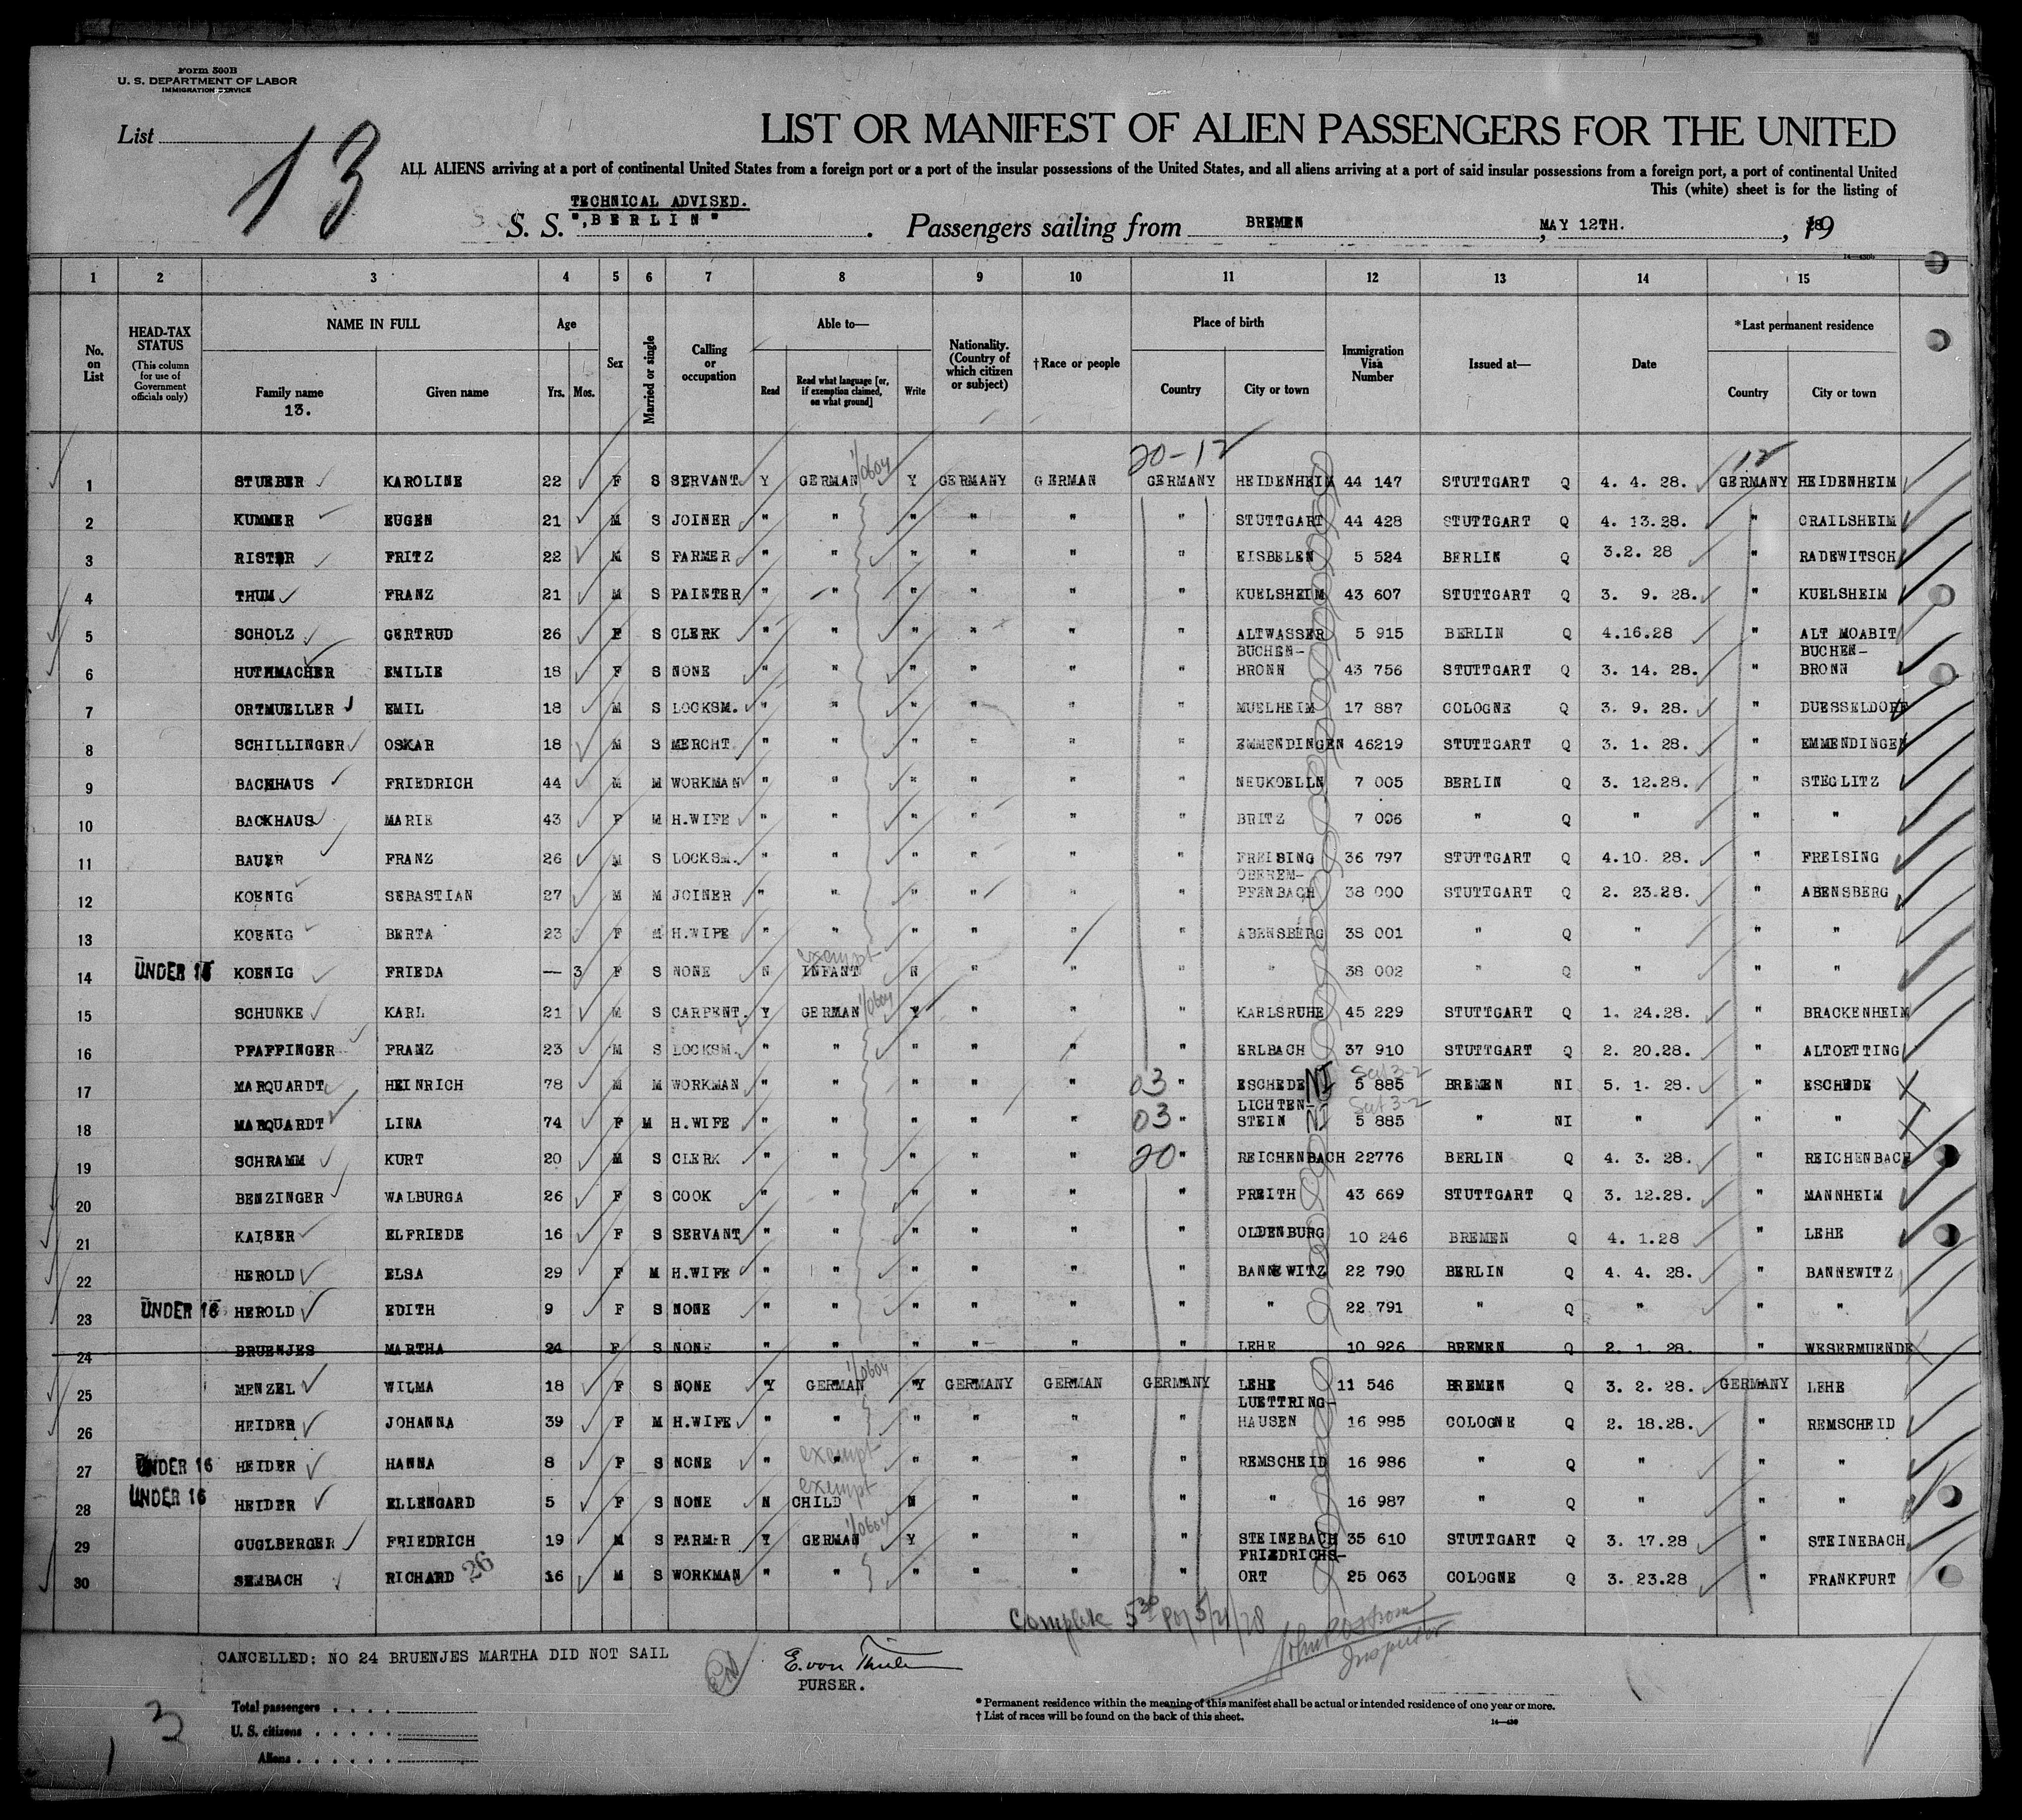 Form 500B
U. S. DEPARTMENT OF LABOR
IMMIGRATION SERVICE
List
13
LIST OR MANIFEST OF ALIEN PASSENGERS FOR THE UNITED
ALL ALIENS arriving at a port of continental United States from a foreign port or a port of the insular possessions of the United States, and all aliens arriving at a port of said insular possessions from a foreign port, a port of continental United
This (white) sheet is for the listing of
TECHNICAL ADVISED.
S. S. ",BERLIN" . Passengers sailing from BREMEN , MAY 12TH. , 1928
1 2 3 4 5 6 7 8 9 10 11 12 13 14 15
No. on List
HEAD-TAX STATUS (This column for use of Government officials only)
NAME IN FULL
Family name
13.
Given name
Age
Yrs. Mos.
Sex
Married or single
Calling or occupation
Able to—
Read
Read what language [or, if exemption claimed, on what ground]
Write
Nationality. (Country of which citizen or subject)
†Race or people
Place of birth
Country
City or town
Immigration Visa Number
Issued at—
Date
*Last permanent residence
Country
City or town
20-12 12
1 STUEBER KAROLINE 22 F S SERVANT Y GERMAN Y GERMANY GERMAN GERMANY HEIDENHEIM 44 147 STUTTGART Q 4. 4. 28. GERMANY HEIDENHEIM
2 KUMMER EUGEN 21 M S JOINER " " " " " " STUTTGART 44 428 STUTTGART Q 4. 13.28. " CRAILSHEIM
3 RISTER FRITZ 22 M S FARMER " " " " " " EISBELEN 5 524 BERLIN Q 3.2. 28 " RADEWITSCH
4 THUM FRANZ 21 M S PAINTER " " " " " " KUELSHEIM 43 607 STUTTGART Q 3. 9. 28. " KUELSHEIM
5 SCHOLZ GERTRUD 26 F S CLERK " " " " " " ALTWASSER 5 915 BERLIN Q 4.16.28 " ALT MOABIT
BUCHEN- BUCHEN-
6 HUTHMACHER EMILIE 18 F S NONE " " " " " " BRONN 43 756 STUTTGART Q 3. 14. 28. " BRONN
7 ORTMUELLER EMIL 18 M S LOCKSM. " " " " " " MUELHEIM 17 887 COLOGNE Q 3. 9. 28. " DUESSELDORF
8 SCHILLINGER OSKAR 18 M S MERCHT. " " " " " " EMMENDINGEN 46219 STUTTGART Q 3. 1. 28. " EMMENDINGEN
9 BACKHAUS FRIEDRICH 44 M M WORKMAN " " " " " " NEUKOELLN 7 005 BERLIN Q 3. 12.28. " STEGLITZ
10 BACKHAUS MARIE 43 F M H.WIFE " " " " " " BRITZ 7 006 " Q " " "
11 BAUER FRANZ 26 M S LOCKSM. " " " " " " FREISING 36 797 STUTTGART Q 4.10. 28. " FREISING
OBEREM-
12 KOENIG SEBASTIAN 27 M M JOINER " " " " " " PFENBACH 38 000 STUTTGART Q 2. 23.28. " ABENSBERG
13 KOENIG BERTA 23 F M H.WIFE " " " " " " ABENSBERG 38 001 " Q " " "
exempt
14 UNDER 16 KOENIG FRIEDA — 3 F S NONE N INFANT N " " " " 38 002 " Q " " "
15 SCHUNKE KARL 21 M S CARPENT. Y GERMAN Y " " " KARLSRUHE 45 229 STUTTGART Q 1. 24.28. " BRACKENHEIM
16 PFAFFINGER FRANZ 23 M S LOCKSM. " " " " " " ERLBACH 37 910 STUTTGART Q 2. 20.28. " ALTOETTING
17 MARQUARDT HEINRICH 78 M M WORKMAN " " " " " 03 " ESCHEDE NI 5 885 BREMEN NI 5. 1. 28. " ESCHEDE
LICHTEN-
18 MARQUARDT LINA 74 F M H.WIFE " " " " " 03 " STEIN NI 5 885 " NI " " "
19 SCHRAMM KURT 20 M S CLERK " " " " " 20 " REICHENBACH 22776 BERLIN Q 4. 3. 28. " REICHENBACH
20 BENZINGER WALBURGA 26 F S COOK " " " " " " PREITH 43 669 STUTTGART Q 3. 12.28. " MANNHEIM
21 KAISER ELFRIEDE 16 F S SERVANT " " " " " " OLDENBURG 10 246 BREMEN Q 4. 1.28 " LEHE
22 HEROLD ELSA 29 F M H.WIFE " " " " " " BANNEWITZ 22 790 BERLIN Q 4. 4. 28. " BANNEWITZ
23 UNDER 16 HEROLD EDITH 9 F S NONE " " " " " " " 22 791 " Q " " "
24 BRUENJES MARTHA 24 F S NONE " " " " " " LEHE 10 926 BREMEN Q 2. 1. 28. " WESERMUENDE
25 MENZEL WILMA 18 F S NONE Y GERMAN Y GERMANY GERMAN GERMANY LEHE 11 546 BREMEN Q 3. 2. 28. GERMANY LEHE
LUETTRING-
26 HEIDER JOHANNA 39 F M H.WIFE " " " " " " HAUSEN 16 985 COLOGNE Q 2. 18.28. " REMSCHEID
exempt
27 UNDER 16 HEIDER HANNA 8 F S NONE " " " " " " REMSCHEID 16 986 " Q " " "
exempt
28 UNDER 16 HEIDER ELLENGARD 5 F S NONE N CHILD N " " " " 16 987 " Q " " "
29 GUGLBERGER FRIEDRICH 19 M S FARMER Y GERMAN Y " " " STEINEBACH 35 610 STUTTGART Q 3. 17.28 " STEINEBACH
FRIEDRICHS-
30 SEMBACH RICHARD 26 16 M S WORKMAN " " " " " " ORT 25 063 COLOGNE Q 3. 23.28 " FRANKFURT
Complete 5 30 5/21/28
CANCELLED: NO 24 BRUENJES MARTHA DID NOT SAIL
E. von
PURSER.
Inspector
Total passengers
U. S. citizens
Aliens
* Permanent residence within the meaning of this manifest shall be actual or intended residence of one year or more.
† List of races will be found on the back of this sheet.